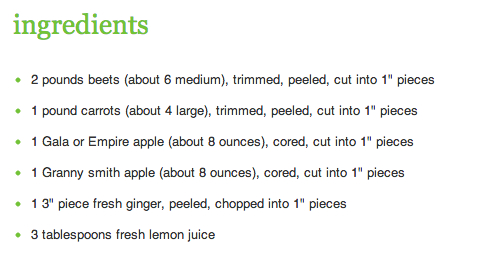 ingredients
2 pounds beets (about 6 medium), trimmed, peeled, cut into 1" pieces
1 pound carrots (about 4 large), trimmed, peeled, cut into 1" pieces
1 Gala or Empire apple (about 8 ounces), cored, cut into 1" pieces
1 Granny smith apple (about 8 ounces), cored, cut into 1" pieces
1 3" piece fresh ginger, peeled, chopped into 1" pieces
3 tablespoons fresh lemon juice